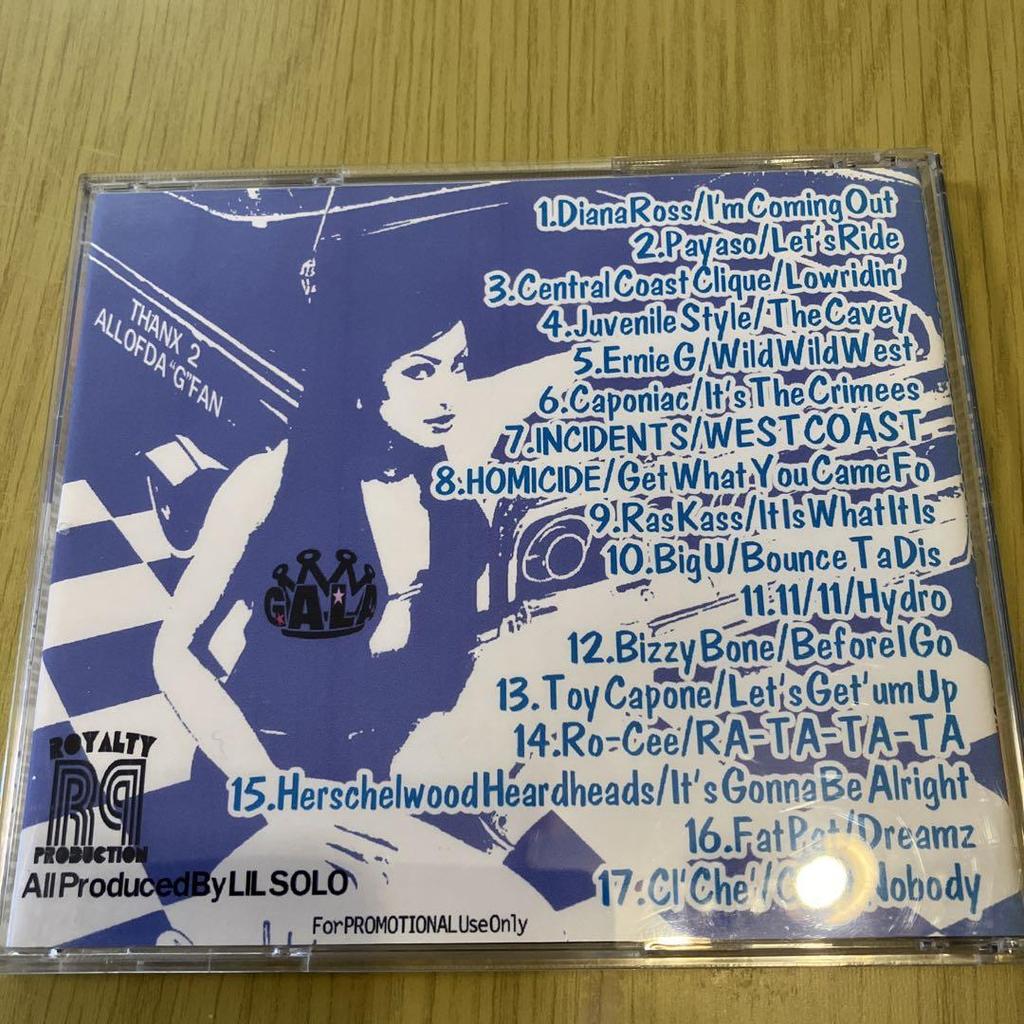 1.DianaRoss/I'mComingOut
2.Payaso/Let'sRide
3.CentralCoastClique/Lowridin'
4.JuvenileStyle/TheCavey
5.ErnieG/WildWildWest
6.Caponiac/It'sTheCrimees
7.INCIDENTS/WESTCOAST
8.HOMICIDE/GetWhatYouCameFo
9.RasKass/ItIsWhatItIs
10.BigU/BounceTaDis
11.11/11/Hydro
12.BizzyBone/BeforeIGo
13.ToyCapone/Let'sGet'umUp
14.Ro-Cee/RA-TA-TA-TA
15.HerschelwoodHeardheads/It'sGonnaBeAlright
16.FatPat/Dreamz
17.Cl'Che'/ Nobody
THANX 2
ALLOFDA"G"FAN
G.A.L.A
ROYALTY
RP
PRODUCTION
AllProducedByLILSOLO
ForPROMOTIONALUseOnly